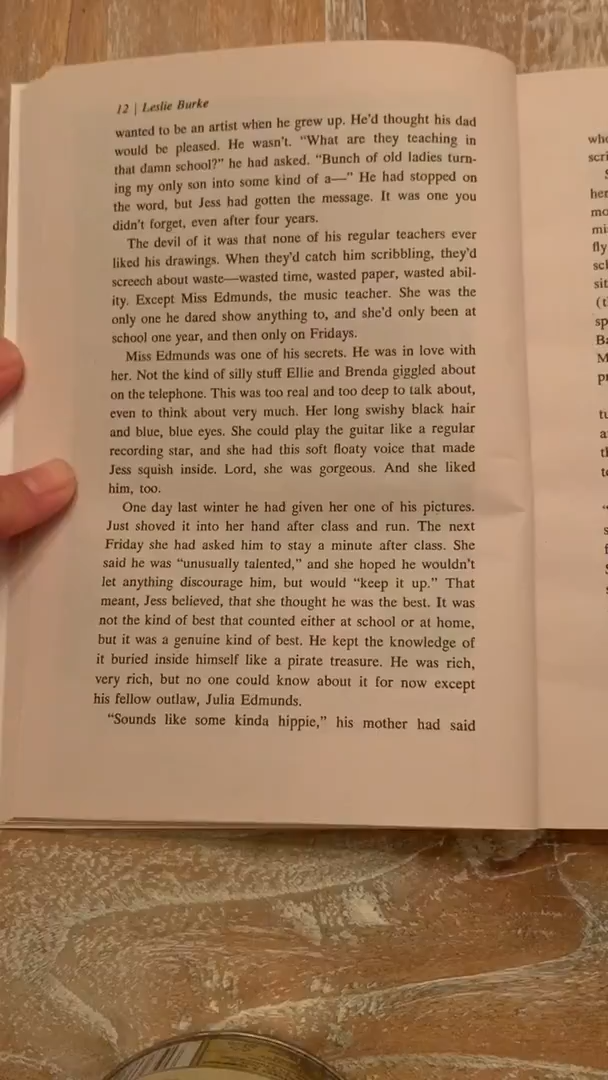 12 | Leslie Burke
wanted to be an artist when he grew up. He'd thought his dad
would be pleased. He wasn't. "What are they teaching in
that damn school?" he had asked. "Bunch of old ladies turn-
ing my only son into some kind of a—" He had stopped on
the word, but Jess had gotten the message. It was one you
didn't forget, even after four years.
The devil of it was that none of his regular teachers ever
liked his drawings. When they'd catch him scribbling, they'd
screech about waste—wasted time, wasted paper, wasted abil-
ity. Except Miss Edmunds, the music teacher. She was the
only one he dared show anything to, and she'd only been at
school one year, and then only on Fridays.
Miss Edmunds was one of his secrets. He was in love with
her. Not the kind of silly stuff Ellie and Brenda giggled about
on the telephone. This was too real and too deep to talk about,
even to think about very much. Her long swishy black hair
and blue, blue eyes. She could play the guitar like a regular
recording star, and she had this soft floaty voice that made
Jess squish inside. Lord, she was gorgeous. And she liked
him, too.
One day last winter he had given her one of his pictures.
Just shoved it into her hand after class and run. The next
Friday she had asked him to stay a minute after class. She
said he was "unusually talented," and she hoped he wouldn't
let anything discourage him, but would "keep it up." That
meant, Jess believed, that she thought he was the best. It was
not the kind of best that counted either at school or at home,
but it was a genuine kind of best. He kept the knowledge of
it buried inside himself like a pirate treasure. He was rich,
very rich, but no one could know about it for now except
his fellow outlaw, Julia Edmunds.
"Sounds like some kinda hippie," his mother had said